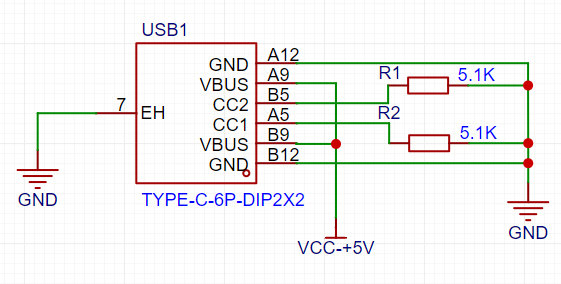 USB1
GND A12
VBUS A9
CC2 B5
CC1 A5
VBUS B9
GND B12
7 EH
R1 5.1K
R2 5.1K
GND
TYPE-C-6P-DIP2X2
VCC-+5V
GND